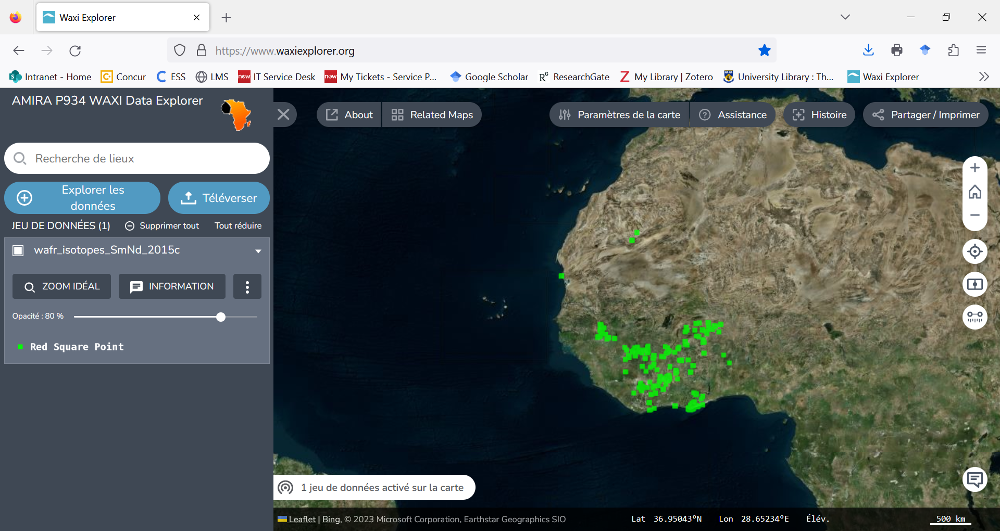 Waxi Explorer
https://www.waxiexplorer.org
Intranet - Home
Concur
ESS
LMS
now
IT Service Desk
now
My Tickets - Service P...
Google Scholar
RG
ResearchGate
Z
My Library | Zotero
University Library : Th...
Waxi Explorer
AMIRA P934 WAXI Data Explorer
About
Related Maps
Paramètres de la carte
Assistance
Histoire
Partager / Imprimer
Recherche de lieux
Explorer les
données
Téléverser
JEU DE DONNÉES (1)
Supprimer tout
Tout réduire
wafr_isotopes_SmNd_2015c
ZOOM IDÉAL
INFORMATION
Opacité : 80 %
Red Square Point
1 jeu de données activé sur la carte
Leaflet | Bing, © 2023 Microsoft Corporation, Earthstar Geographics SIO
Lat 36.95043°N Lon 28.65234°E Élév.
500 km